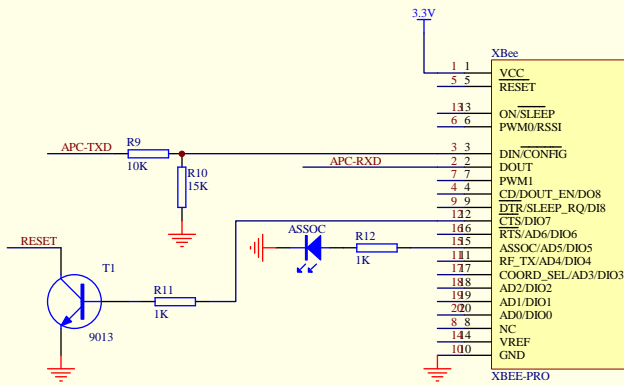 3.3V
XBee
1 1 VCC
5 5 RESET
13 13 ON/SLEEP
6 6 PWM0/RSSI
APC-TXD
R9
10K
3 3 DIN/CONFIG
APC-RXD
2 2 DOUT
R10
15K
7 7 PWM1
4 4 CD/DOUT_EN/DO8
9 9 DTR/SLEEP_RQ/DI8
12 12 CTS/DIO7
16 16 RTS/AD6/DIO6
ASSOC
R12
1K
15 15 ASSOC/AD5/DIO5
11 11 RF_TX/AD4/DIO4
17 17 COORD_SEL/AD3/DIO3
18 18 AD2/DIO2
19 19 AD1/DIO1
20 20 AD0/DIO0
8 8 NC
14 14 VREF
10 10 GND
RESET
T1
9013
R11
1K
XBEE-PRO